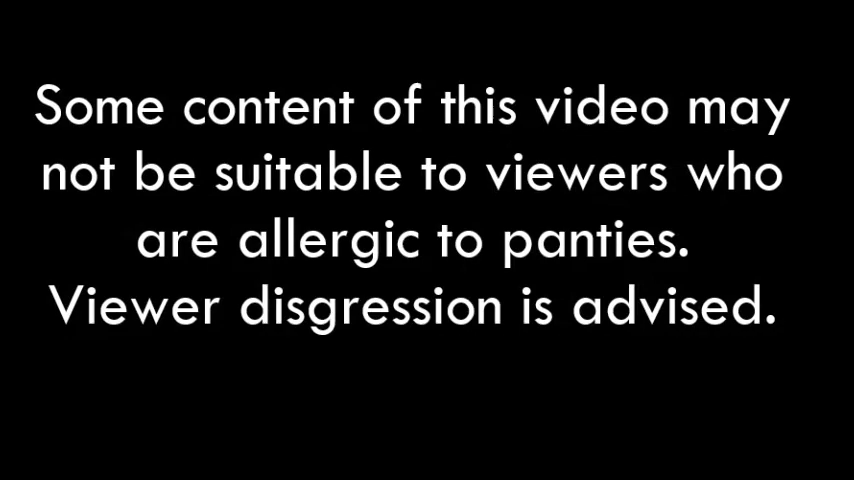 Some content of this video may
not be suitable to viewers who
are allergic to panties.
Viewer disgression is advised.